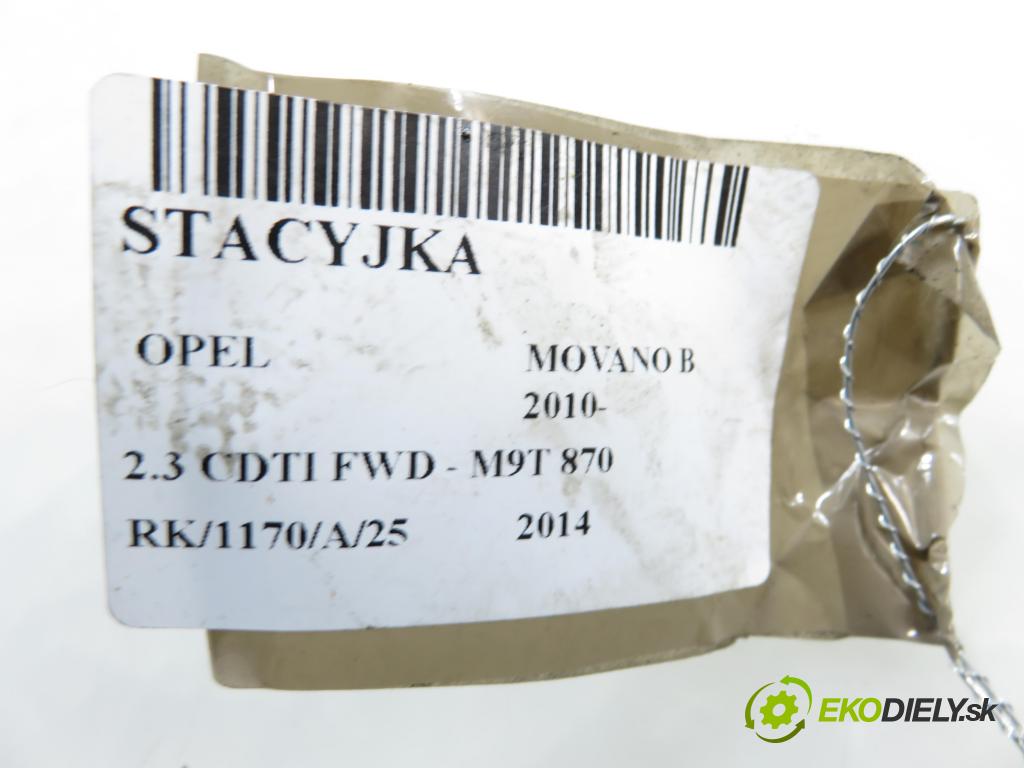 STACYJKA
OPEL MOVANO B
2010-
2.3 CDTI FWD - M9T 870
RK/1170/A/25 2014
EKODIELY.sk